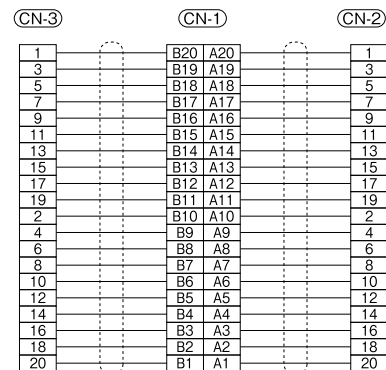 CN-3 CN-1 CN-2
1 B20 A20 1
3 B19 A19 3
5 B18 A18 5
7 B17 A17 7
9 B16 A16 9
11 B15 A15 11
13 B14 A14 13
15 B13 A13 15
17 B12 A12 17
19 B11 A11 19
2 B10 A10 2
4 B9 A9 4
6 B8 A8 6
8 B7 A7 8
10 B6 A6 10
12 B5 A5 12
14 B4 A4 14
16 B3 A3 16
18 B2 A2 18
20 B1 A1 20